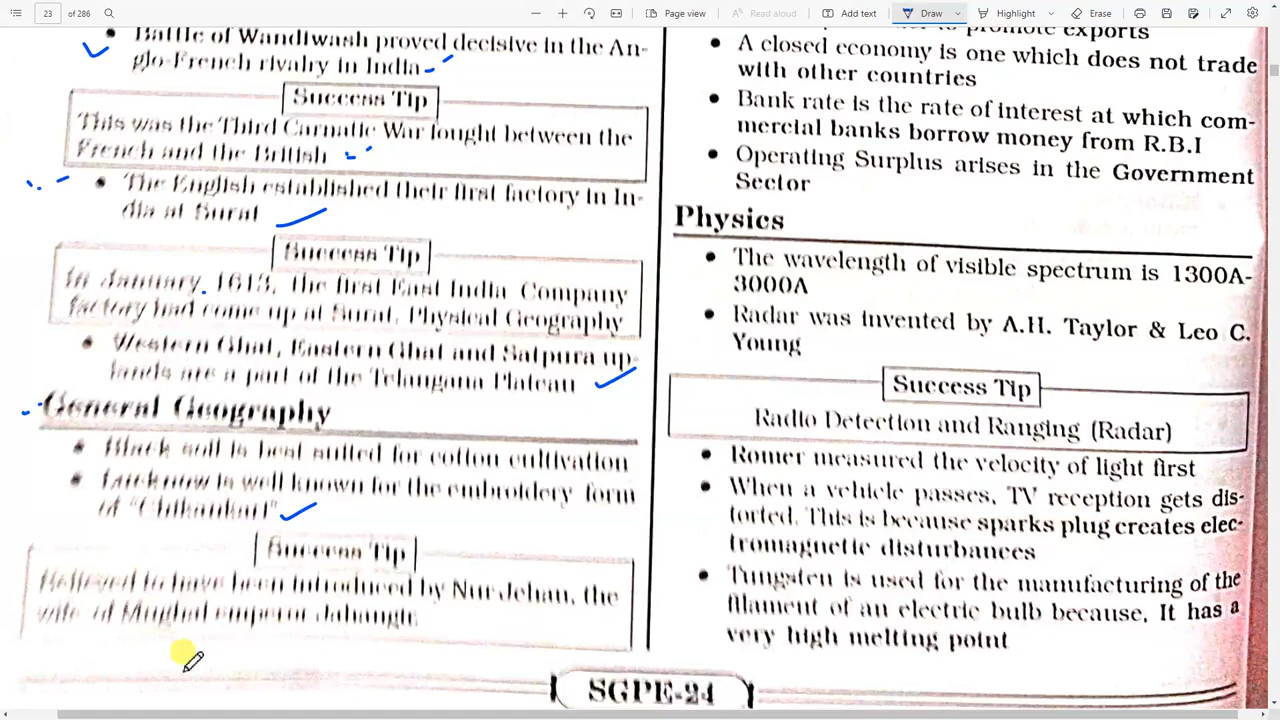 23
of 286
Page view
Read aloud
Add text
Draw
Highlight
Erase
Battle of Wandiwash proved decisive in the An-
glo-French rivalry in India
Success Tip
This was the Third Carnatic War fought between the
French and the British
The English established their first factory in In-
dia at Surat
Success Tip
In January, 1613, the first East India Company
factory had come up at Surat, Physical Geography
Western Ghat, Eastern Ghat and Satpura up-
lands are a part of the Telangana Plateau
General Geography
Black soil is best suited for cotton cultivation
Lucknow is well known for the embroidery form
of "Chikankari"
Success Tip
Believed to have been introduced by Nur Jehan, the
wife of Mughal emperor Jahangir.
exports
A closed economy is one which does not trade
with other countries
Bank rate is the rate of interest at which com-
mercial banks borrow money from R.B.I
Operating Surplus arises in the Government
Sector
Physics
The wavelength of visible spectrum is 1300A-
3000A
Radar was invented by A.H. Taylor & Leo C.
Young
Success Tip
Radio Detection and Ranging (Radar)
Romer measured the velocity of light first
When a vehicle passes, TV reception gets dis-
torted. This is because sparks plug creates elec-
tromagnetic disturbances
Tungsten is used for the manufacturing of the
filament of an electric bulb because, It has a
very high melting point
SGPE-24